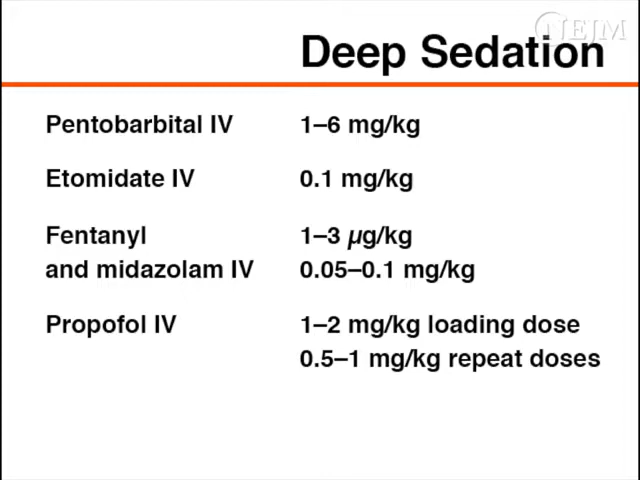 NEJM
Deep Sedation
Pentobarbital IV 1–6 mg/kg
Etomidate IV 0.1 mg/kg
Fentanyl 1–3 µg/kg
and midazolam IV 0.05–0.1 mg/kg
Propofol IV 1–2 mg/kg loading dose
0.5–1 mg/kg repeat doses